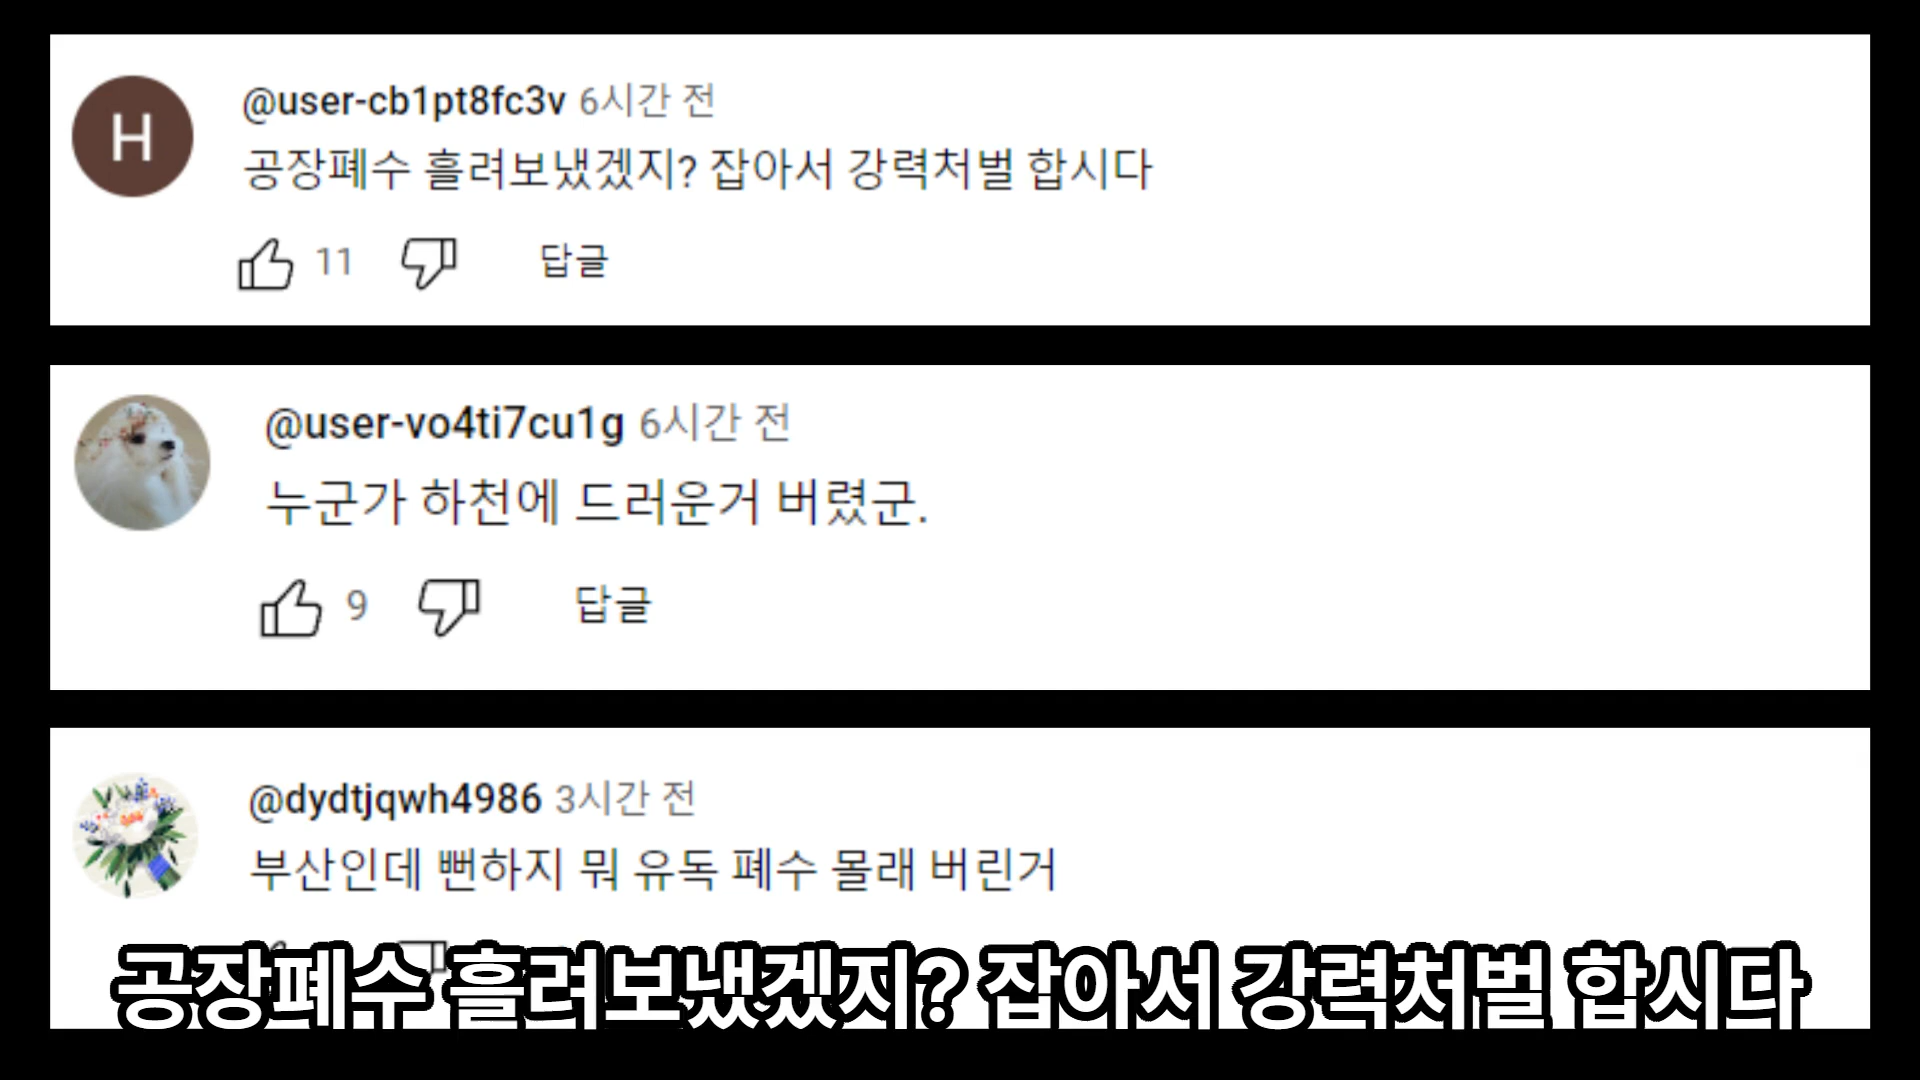 H
@user-cb1pt8fc3v 6시간 전
공장폐수 흘려보냈겠지? 잡아서 강력처벌 합시다
11 답글
@user-vo4ti7cu1g 6시간 전
누군가 하천에 드러운거 버렸군.
9 답글
@dydtjqwh4986 3시간 전
부산인데 뻔하지 뭐 유독 폐수 몰래 버린거
공장폐수 흘려보냈겠지? 잡아서 강력처벌 합시다